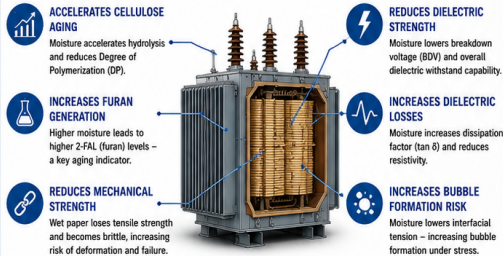 ACCELERATES CELLULOSE
AGING
Moisture accelerates hydrolysis
and reduces Degree of
Polymerization (DP).
INCREASES FURAN
GENERATION
Higher moisture leads to
higher 2-FAL (furan) levels –
a key aging indicator.
REDUCES MECHANICAL
STRENGTH
Wet paper loses tensile strength
and becomes brittle, increasing
risk of deformation and failure.
REDUCES DIELECTRIC
STRENGTH
Moisture lowers breakdown
voltage (BDV) and overall
dielectric withstand capability.
INCREASES DIELECTRIC
LOSSES
Moisture increases dissipation
factor (tan δ) and reduces
resistivity.
INCREASES BUBBLE
FORMATION RISK
Moisture lowers interfacial
tension – increasing bubble
formation under stress.